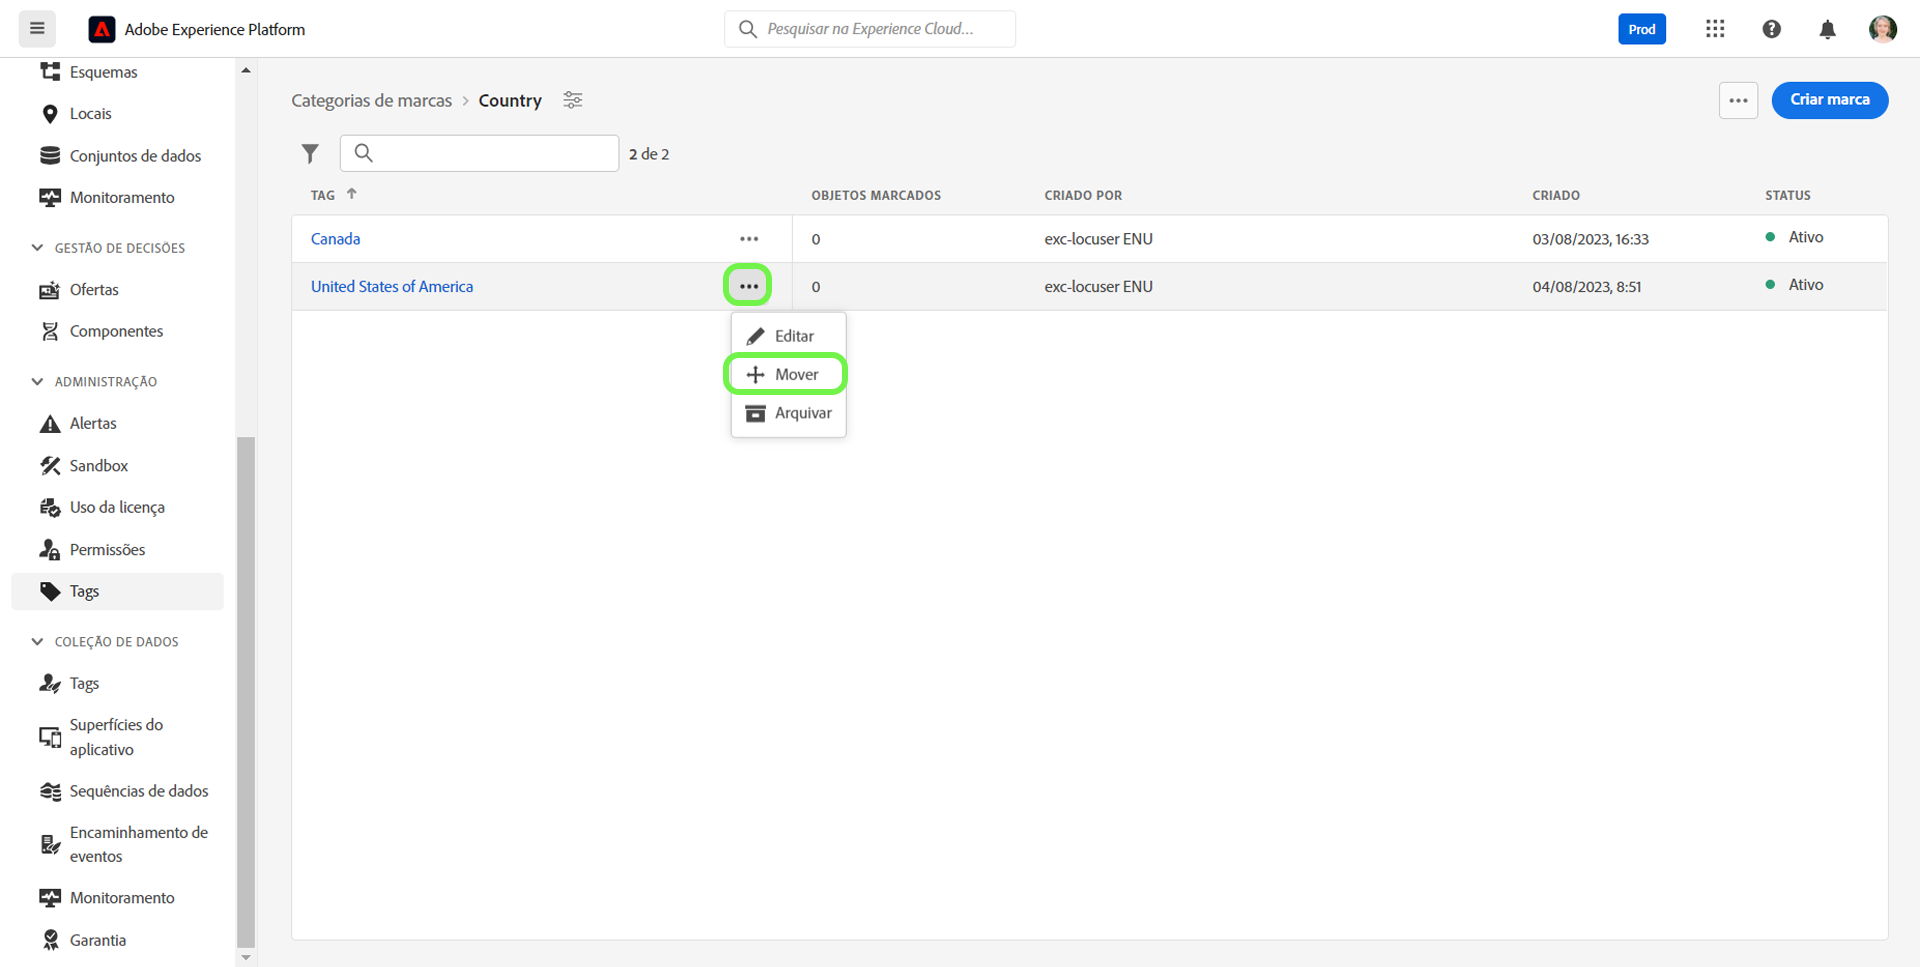 Adobe Experience Platform
Pesquisar na Experience Cloud...
Prod
Esquemas
Locais
Conjuntos de dados
Monitoramento
GESTÃO DE DECISÕES
Ofertas
Componentes
ADMINISTRAÇÃO
Alertas
Sandbox
Uso da licença
Permissões
Tags
COLEÇÃO DE DADOS
Tags
Superfícies do
aplicativo
Sequências de dados
Encaminhamento de
eventos
Monitoramento
Garantia
Categorias de marcas > Country
Criar marca
2 de 2
TAG OBJETOS MARCADOS CRIADO POR CRIADO STATUS
Canada 0 exc-locuser ENU 03/08/2023, 16:33 Ativo
United States of America 0 exc-locuser ENU 04/08/2023, 8:51 Ativo
Editar
Mover
Arquivar